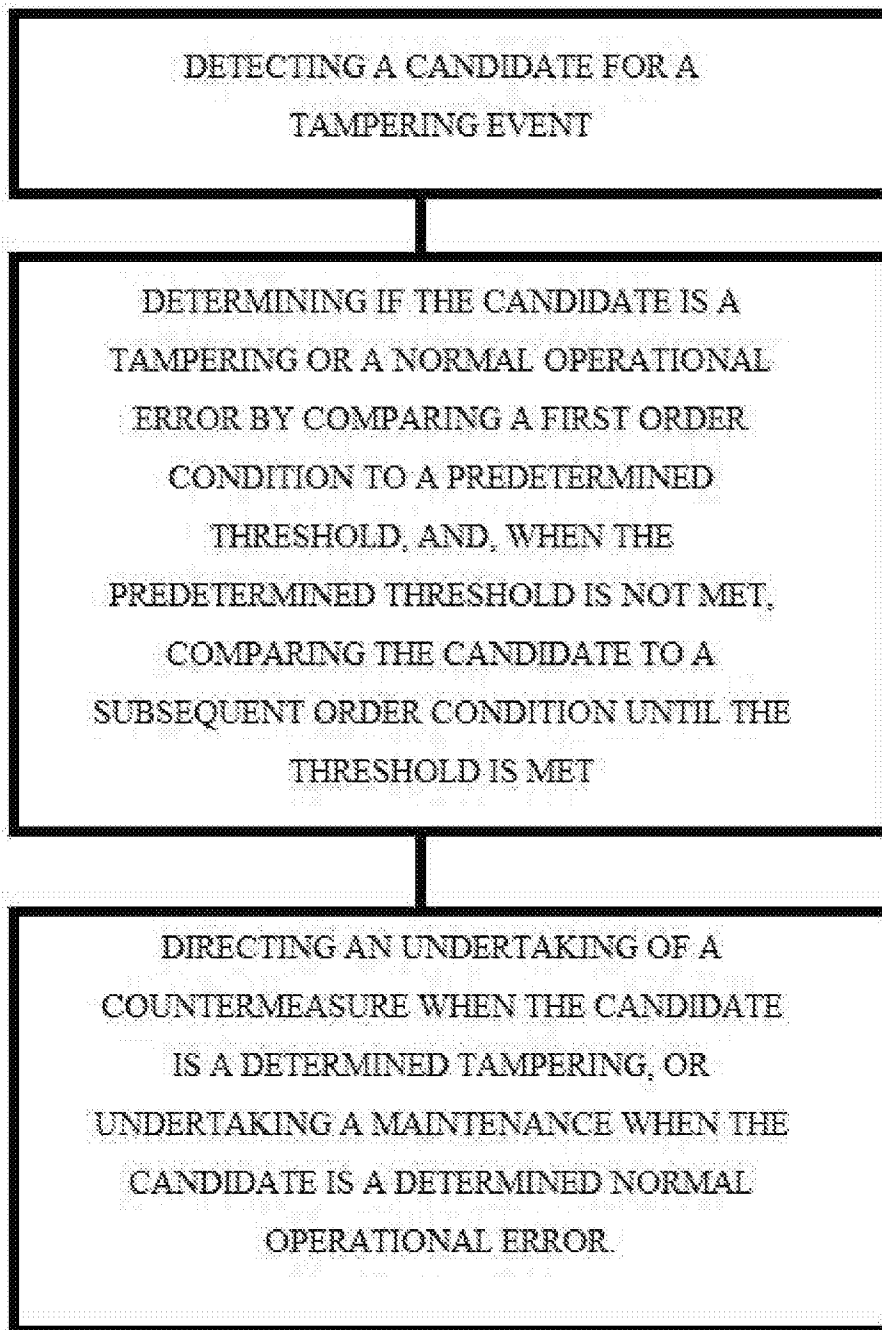 DETECTING A CANDIDATE FOR A
TAMPERING EVENT
DETERMINING IF THE CANDIDATE IS A
TAMPERING OR A NORMAL OPERATIONAL
ERROR BY COMPARING A FIRST ORDER
CONDITION TO A PREDETERMINED
THRESHOLD, AND, WHEN THE
PREDETERMINED THRESHOLD IS NOT MET,
COMPARING THE CANDIDATE TO A
SUBSEQUENT ORDER CONDITION UNTIL THE
THRESHOLD IS MET
DIRECTING AN UNDERTAKING OF A
COUNTERMEASURE WHEN THE CANDIDATE
IS A DETERMINED TAMPERING, OR
UNDERTAKING A MAINTENANCE WHEN THE
CANDIDATE IS A DETERMINED NORMAL
OPERATIONAL ERROR.